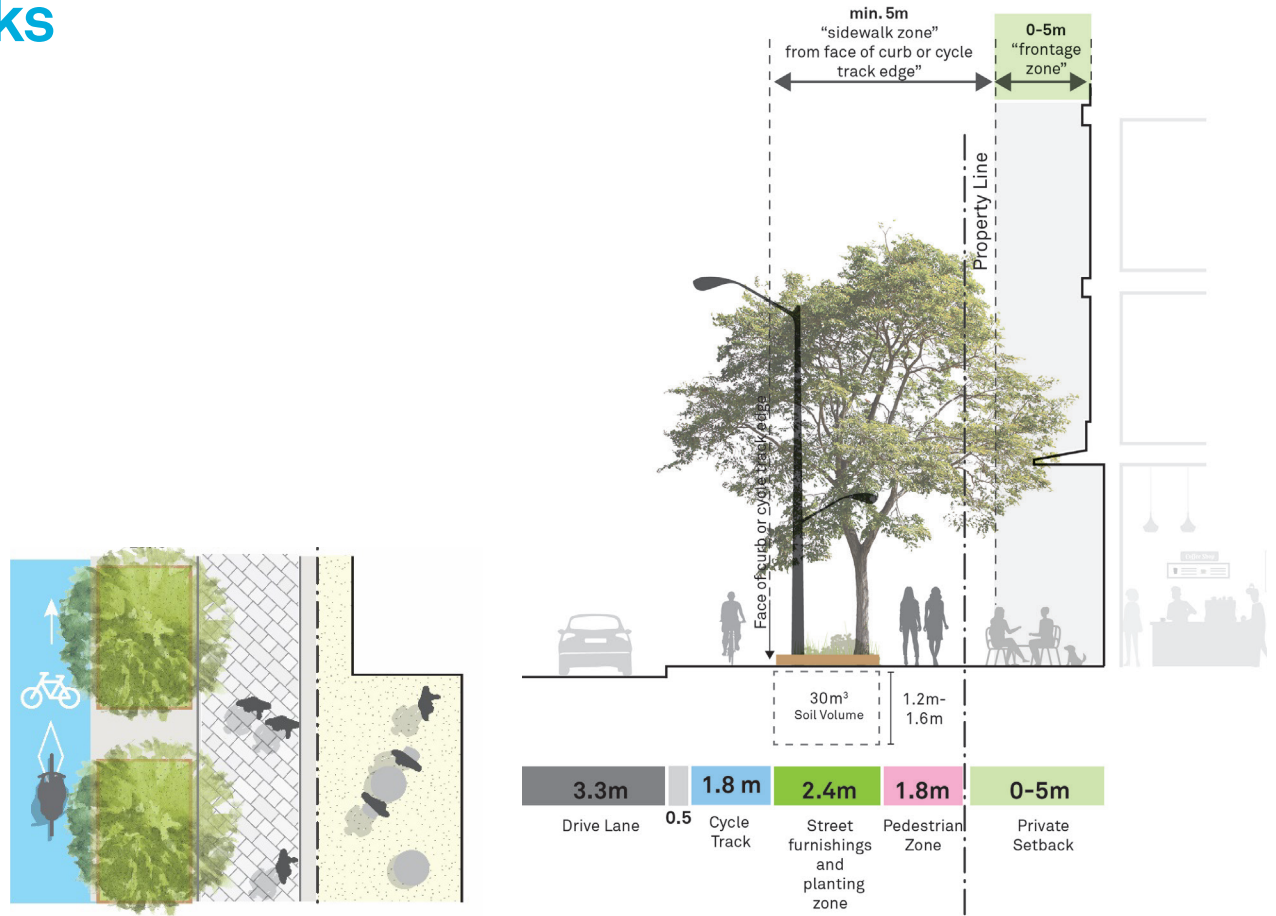 ks
min. 5m
“sidewalk zone”
from face of curb or cycle
track edge”
0-5m
“frontage
zone”
Property Line
Face of curb or cycle track edge
30m³
Soil Volume
1.2m-
1.6m
3.3m
0.5
1.8 m
2.4m
1.8m
0-5m
Drive Lane
Cycle
Track
Street
furnishings
and
planting
zone
Pedestrian
Zone
Private
Setback